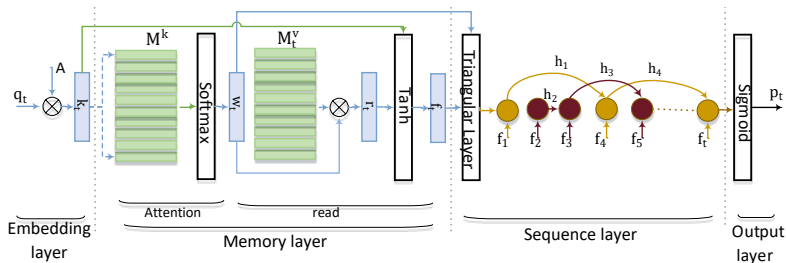 q_t
A
k_t
M^k
Softmax
w_t
M_t^v
r_t
Tanh
f_t
Triangular Layer
h_1
h_2
h_3
h_4
f_1
f_2
f_3
f_4
f_5
f_t
Sigmoid
p_t
Attention
read
Embedding
layer
Memory layer
Sequence layer
Output
layer